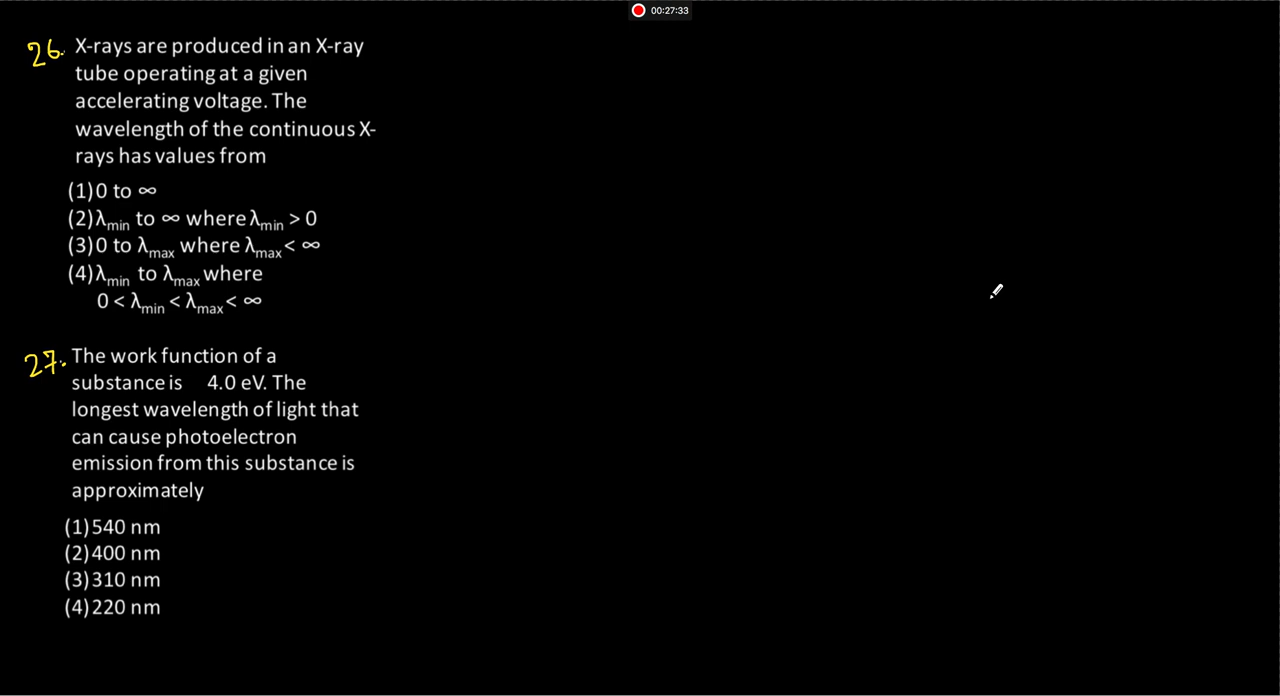 00:27:33
26. X-rays are produced in an X-ray
tube operating at a given
accelerating voltage. The
wavelength of the continuous X-
rays has values from
(1) 0 to ∞
(2) λmin to ∞ where λmin > 0
(3) 0 to λmax where λmax < ∞
(4) λmin to λmax where
0 < λmin < λmax < ∞
27. The work function of a
substance is 4.0 eV. The
longest wavelength of light that
can cause photoelectron
emission from this substance is
approximately
(1) 540 nm
(2) 400 nm
(3) 310 nm
(4) 220 nm